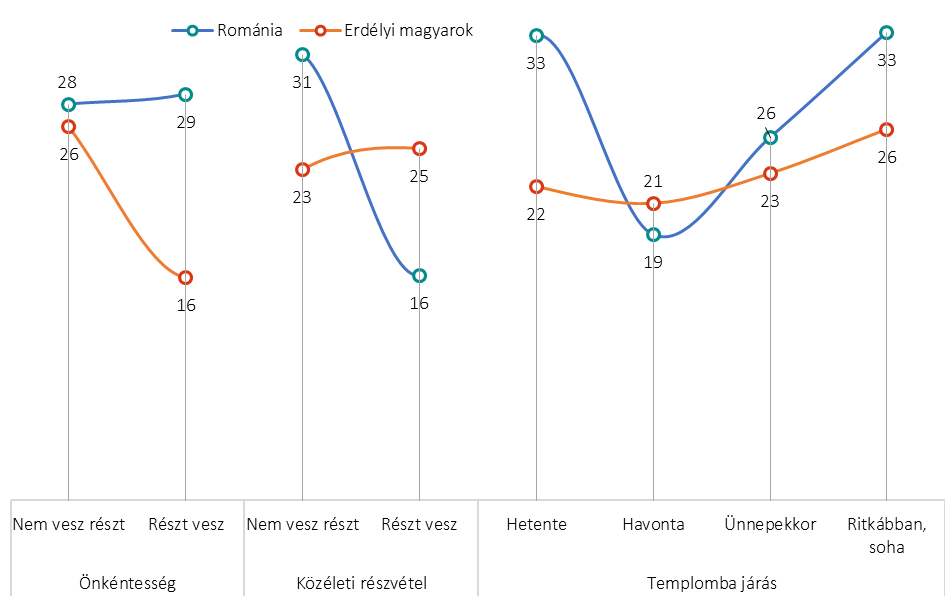 Románia
Erdélyi magyarok
28
29
26
16
31
23
25
16
33
22
21
19
26
23
33
26
Nem vesz részt
Részt vesz
Nem vesz részt
Részt vesz
Hetente
Havonta
Ünnepekkor
Ritkábban,
soha
Önkéntesség
Közéleti részvétel
Templomba járás